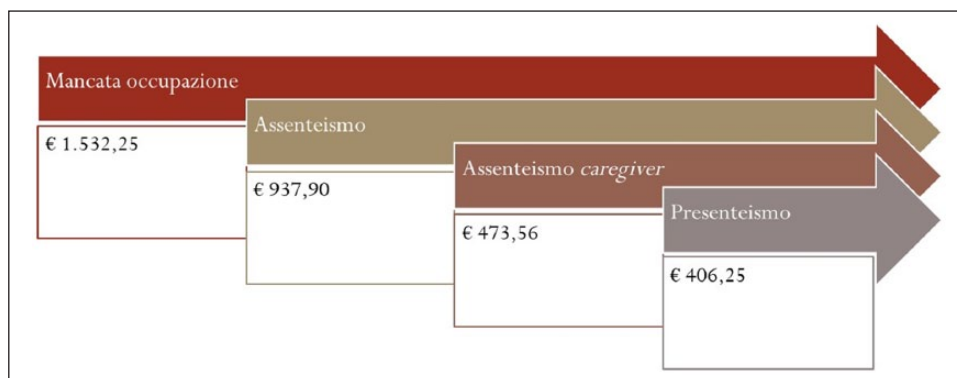 Mancata occupazione
€ 1.532,25
Assenteismo
€ 937,90
Assenteismo caregiver
€ 473,56
Presenteismo
€ 406,25